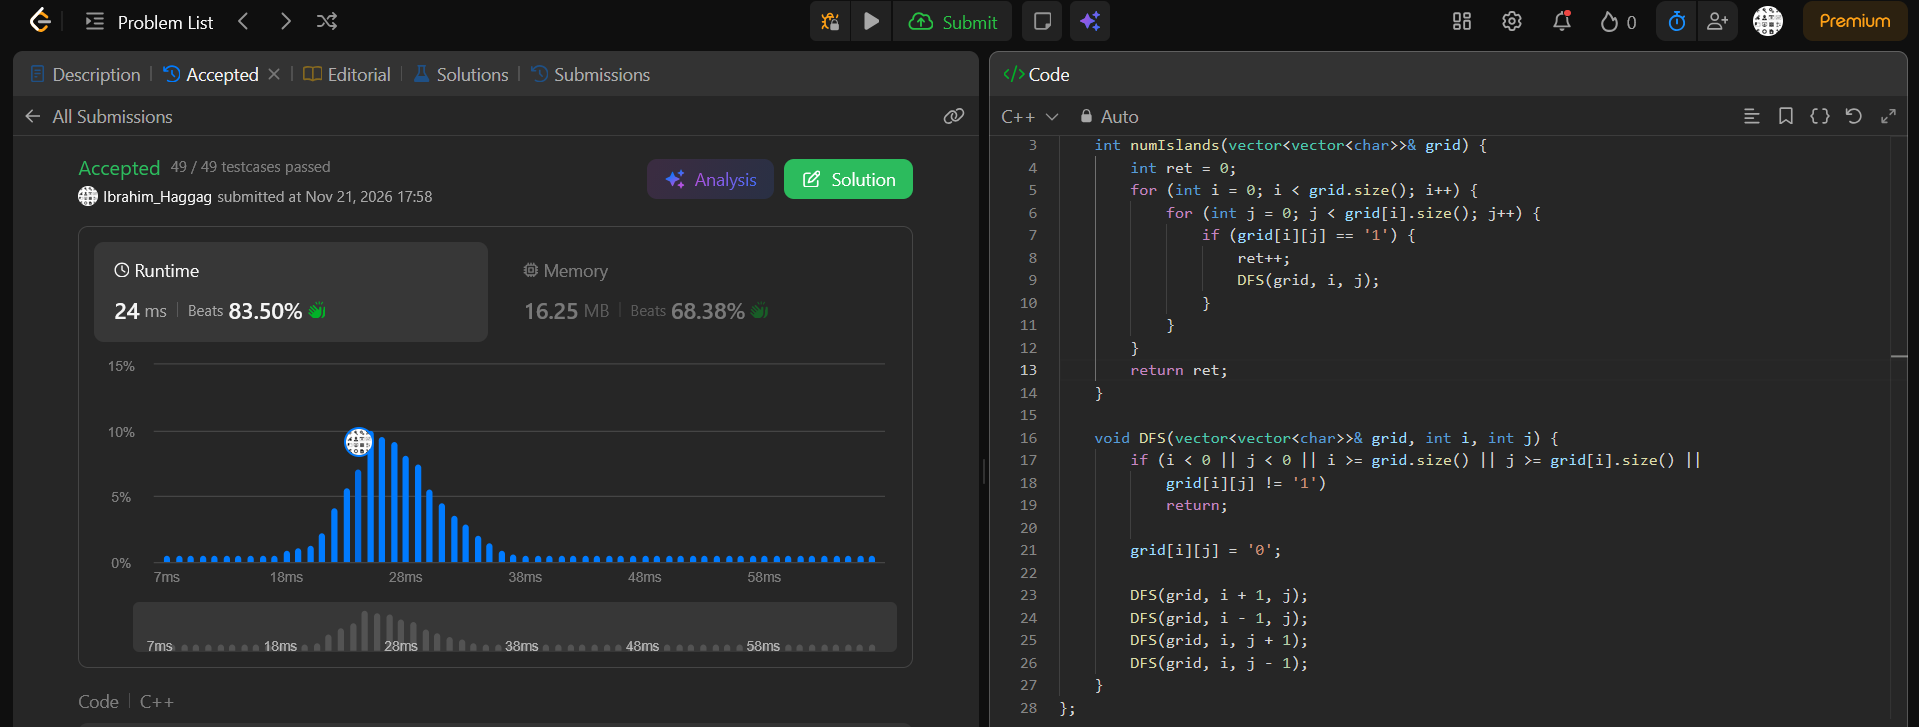 Problem List
Submit
0
Premium
Description
Accepted
Editorial
Solutions
Submissions
All Submissions
Accepted 49 / 49 testcases passed
Ibrahim_Haggag submitted at Nov 21, 2026 17:58
Analysis
Solution
Runtime
24 ms Beats 83.50%
Memory
16.25 MB Beats 68.38%
15%
10%
5%
0%
7ms 18ms 28ms 38ms 48ms 58ms
7ms 18ms 28ms 38ms 48ms 58ms
Code C++
</> Code
C++ Auto
3 int numIslands(vector<vector<char>>& grid) {
4 int ret = 0;
5 for (int i = 0; i < grid.size(); i++) {
6 for (int j = 0; j < grid[i].size(); j++) {
7 if (grid[i][j] == '1') {
8 ret++;
9 DFS(grid, i, j);
10 }
11 }
12 }
13 return ret;
14 }
15
16 void DFS(vector<vector<char>>& grid, int i, int j) {
17 if (i < 0 || j < 0 || i >= grid.size() || j >= grid[i].size() ||
18 grid[i][j] != '1')
19 return;
20
21 grid[i][j] = '0';
22
23 DFS(grid, i + 1, j);
24 DFS(grid, i - 1, j);
25 DFS(grid, i, j + 1);
26 DFS(grid, i, j - 1);
27 }
28 };